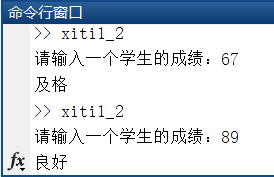 命令行窗口
>> xiti1_2
请输入一个学生的成绩：67
及格
>> xiti1_2
请输入一个学生的成绩：89
良好
fx